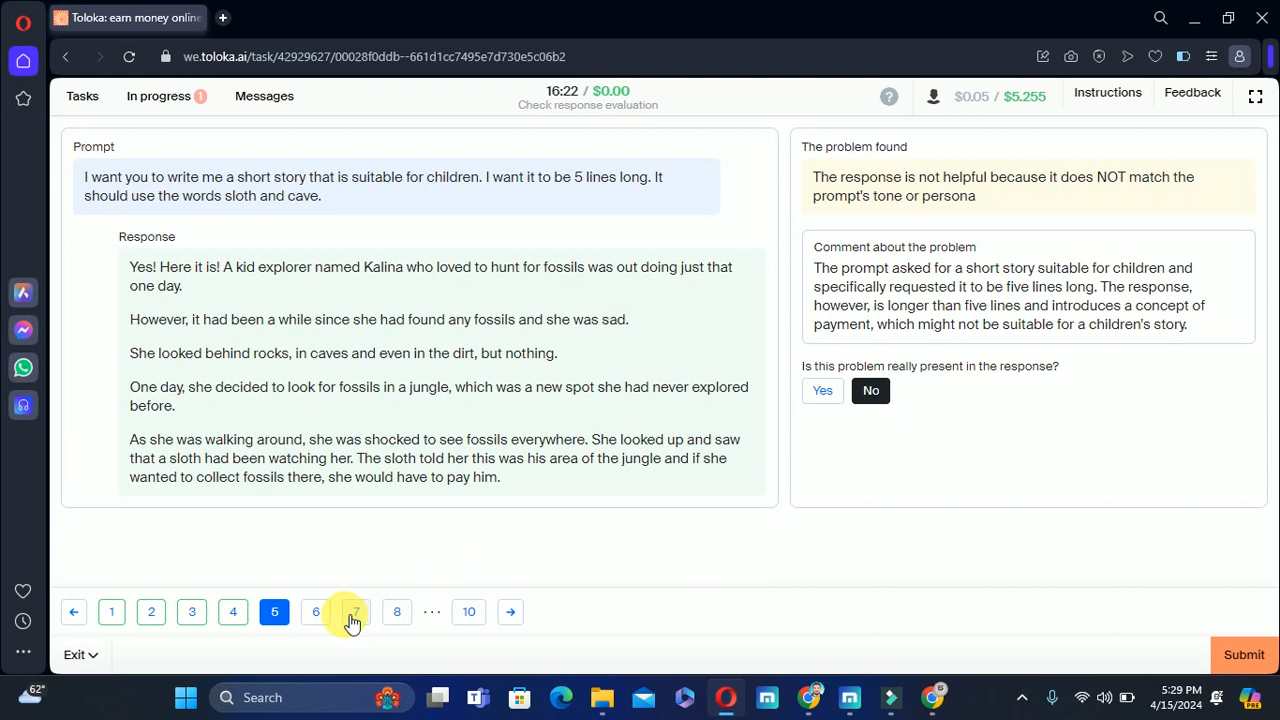 Toloka: earn money online
we.toloka.ai/task/42929627/00028f0ddb--661d1cc7495e7d730e5c06b2
Tasks
In progress 1
Messages
16:22 / $0.00
Check response evaluation
?
$0.05 / $5.255
Instructions
Feedback
Prompt
I want you to write me a short story that is suitable for children. I want it to be 5 lines long. It
should use the words sloth and cave.
Response
Yes! Here it is! A kid explorer named Kalina who loved to hunt for fossils was out doing just that
one day.
However, it had been a while since she had found any fossils and she was sad.
She looked behind rocks, in caves and even in the dirt, but nothing.
One day, she decided to look for fossils in a jungle, which was a new spot she had never explored
before.
As she was walking around, she was shocked to see fossils everywhere. She looked up and saw
that a sloth had been watching her. The sloth told her this was his area of the jungle and if she
wanted to collect fossils there, she would have to pay him.
The problem found
The response is not helpful because it does NOT match the
prompt's tone or persona
Comment about the problem
The prompt asked for a short story suitable for children and
specifically requested it to be five lines long. The response,
however, is longer than five lines and introduces a concept of
payment, which might not be suitable for a children's story.
Is this problem really present in the response?
Yes
No
1 2 3 4 5 6 7 8 ··· 10
Exit
Submit
62°
Search
5
5:29 PM
4/15/2024
PRE